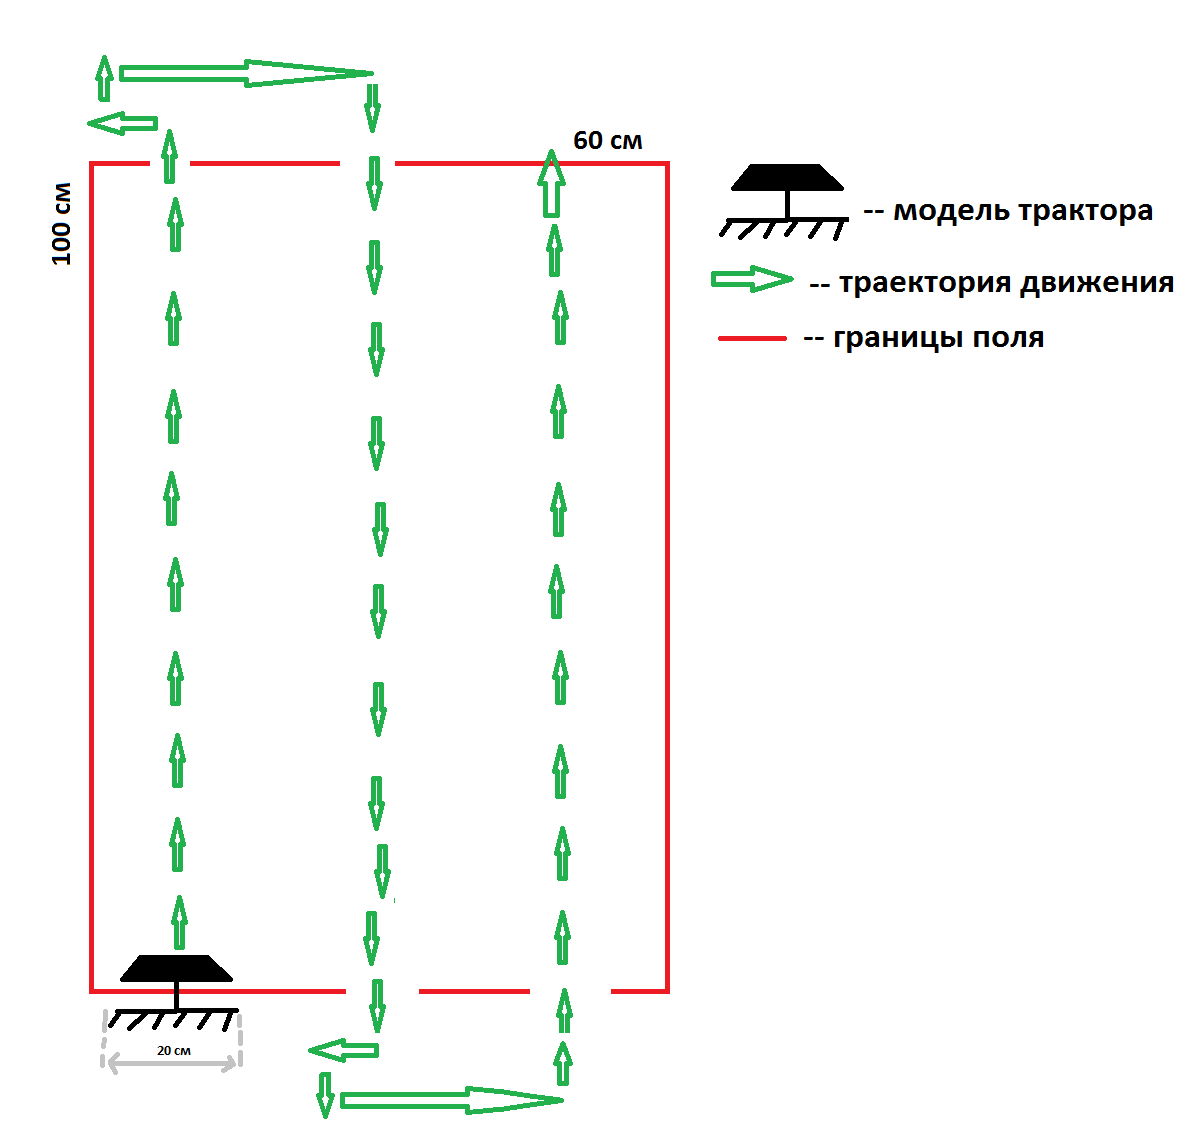 60 см
100 см
-- модель трактора
-- траектория движения
-- границы поля
20 см